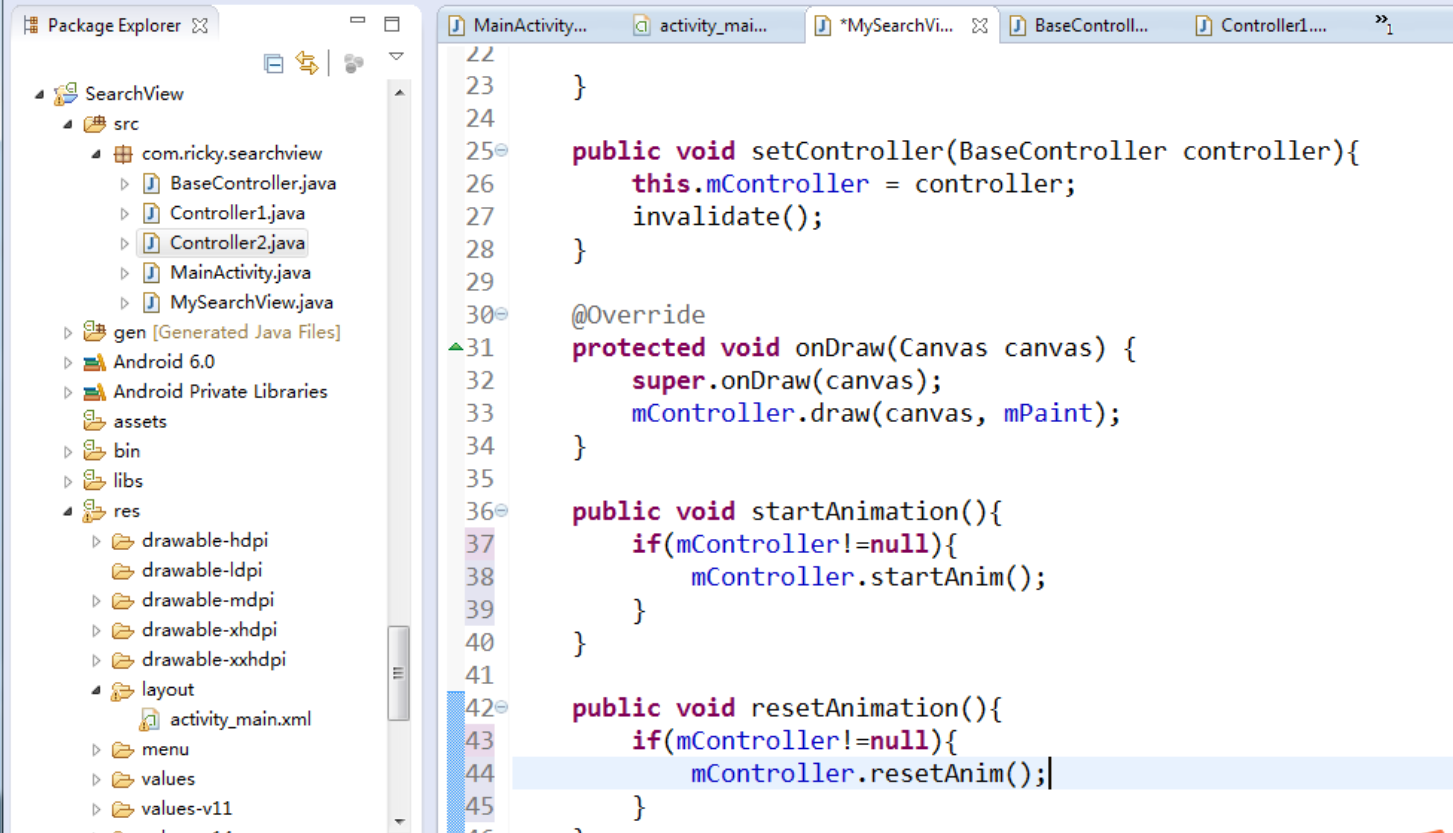 Package Explorer
SearchView
src
com.ricky.searchview
BaseController.java
Controller1.java
Controller2.java
MainActivity.java
MySearchView.java
gen [Generated Java Files]
Android 6.0
Android Private Libraries
assets
bin
libs
res
drawable-hdpi
drawable-ldpi
drawable-mdpi
drawable-xhdpi
drawable-xxhdpi
layout
activity_main.xml
menu
values
values-v11
MainActivity... activity_mai... *MySearchVi... BaseControll... Controller1.... »1
22
23 }
24
25 public void setController(BaseController controller){
26 this.mController = controller;
27 invalidate();
28 }
29
30 @Override
31 protected void onDraw(Canvas canvas) {
32 super.onDraw(canvas);
33 mController.draw(canvas, mPaint);
34 }
35
36 public void startAnimation(){
37 if(mController!=null){
38 mController.startAnim();
39 }
40 }
41
42 public void resetAnimation(){
43 if(mController!=null){
44 mController.resetAnim();
45 }